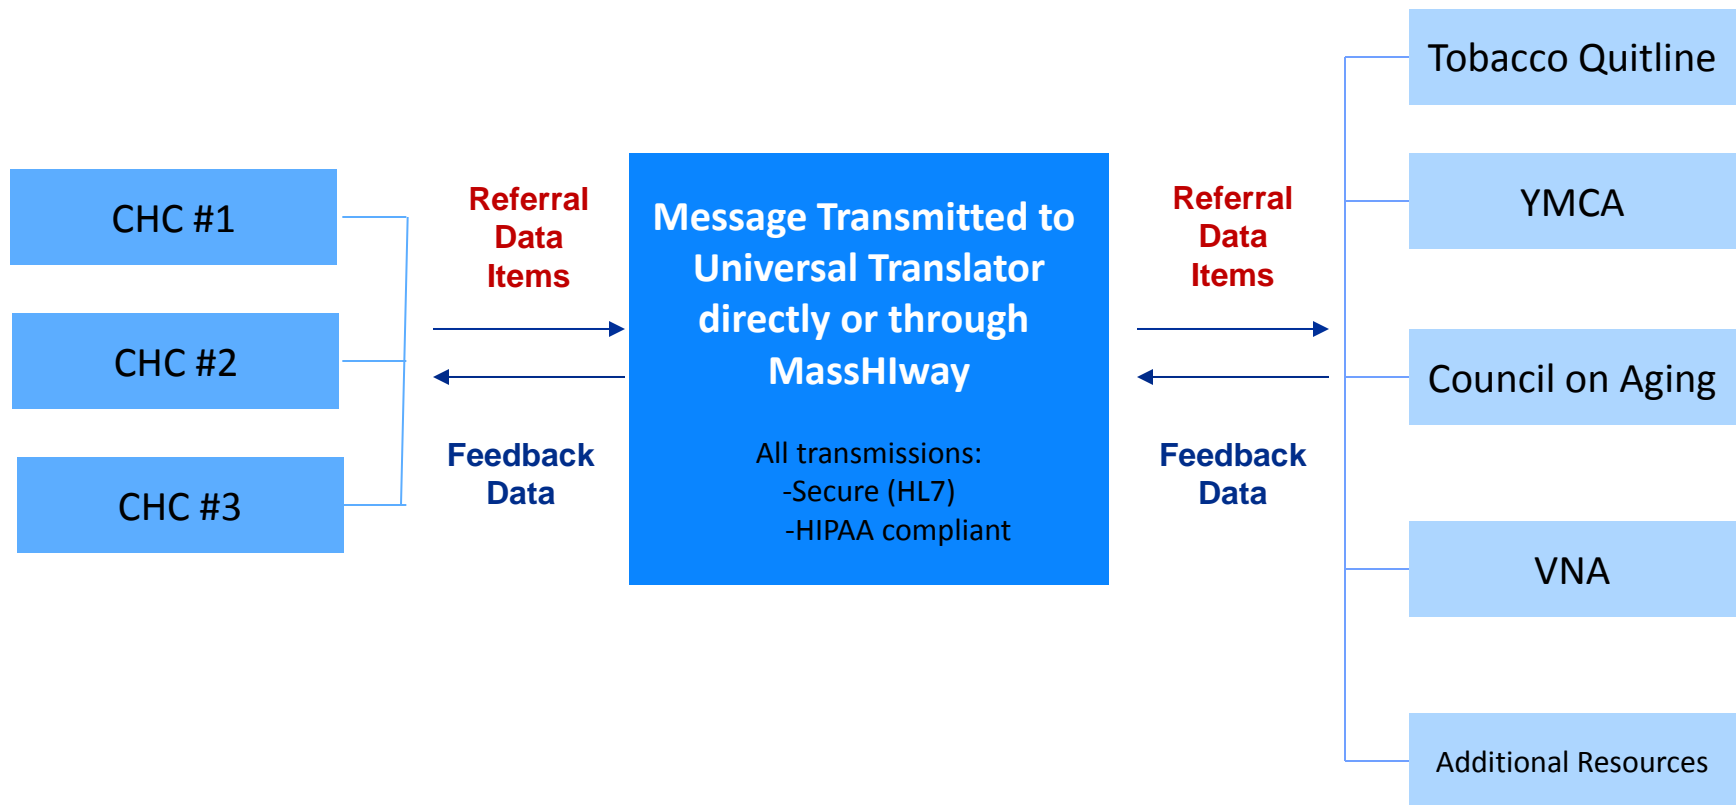 CHC #1
CHC #2
CHC #3
Referral
Data
Items
Feedback
Data
Message Transmitted to
Universal Translator
directly or through
MassHIway
All transmissions:
-Secure (HL7)
-HIPAA compliant
Referral
Data
Items
Feedback
Data
Tobacco Quitline
YMCA
Council on Aging
VNA
Additional Resources